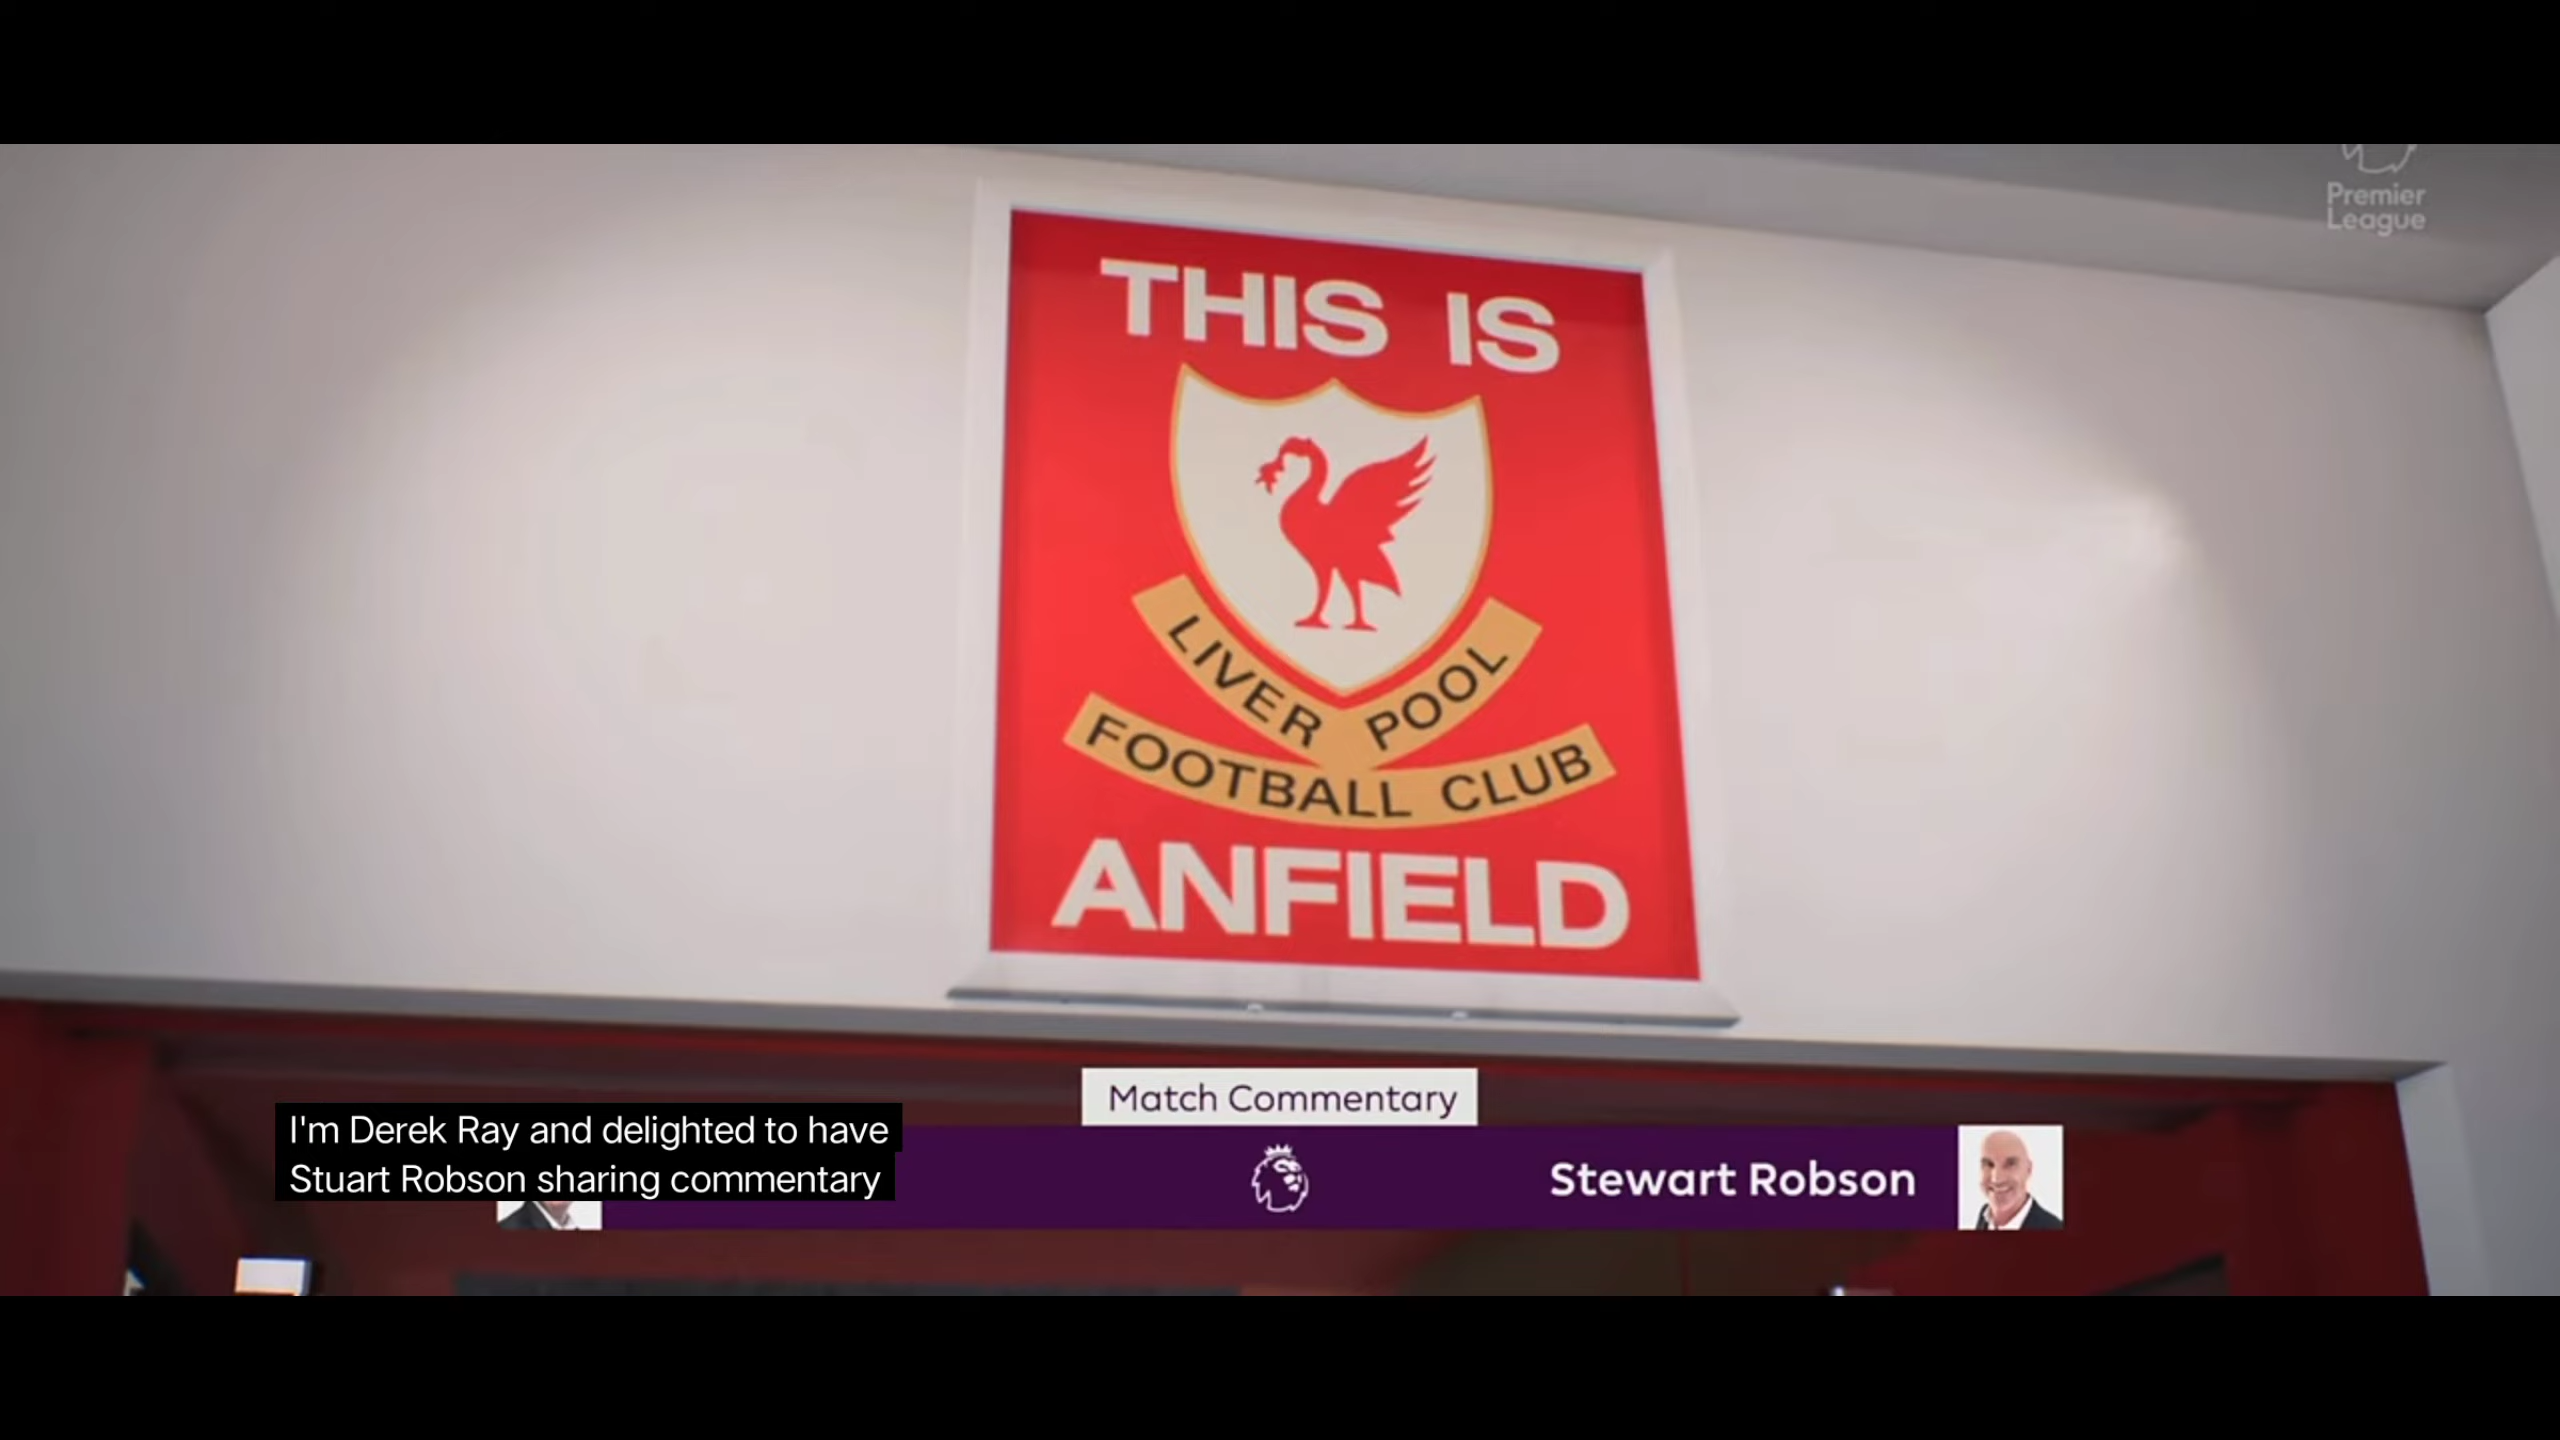 Premier
League
THIS IS
LIVER POOL
FOOTBALL CLUB
ANFIELD
Match Commentary
I'm Derek Ray and delighted to have
Stuart Robson sharing commentary
Stewart Robson